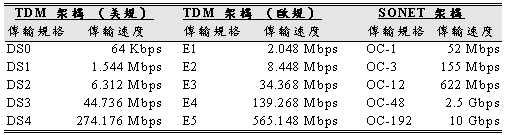 TDM 架構 (美規) TDM 架構 (歐規) SONET 架構
傳輸規格 傳輸速度 傳輸規格 傳輸速度 傳輸規格 傳輸速度
DS0 64 Kbps E1 2.048 Mbps OC-1 52 Mbps
DS1 1.544 Mbps E2 8.448 Mbps OC-3 155 Mbps
DS2 6.312 Mbps E3 34.368 Mbps OC-12 622 Mbps
DS3 44.736 Mbps E4 139.268 Mbps OC-48 2.5 Gbps
DS4 274.176 Mbps E5 565.148 Mbps OC-192 10 Gbps